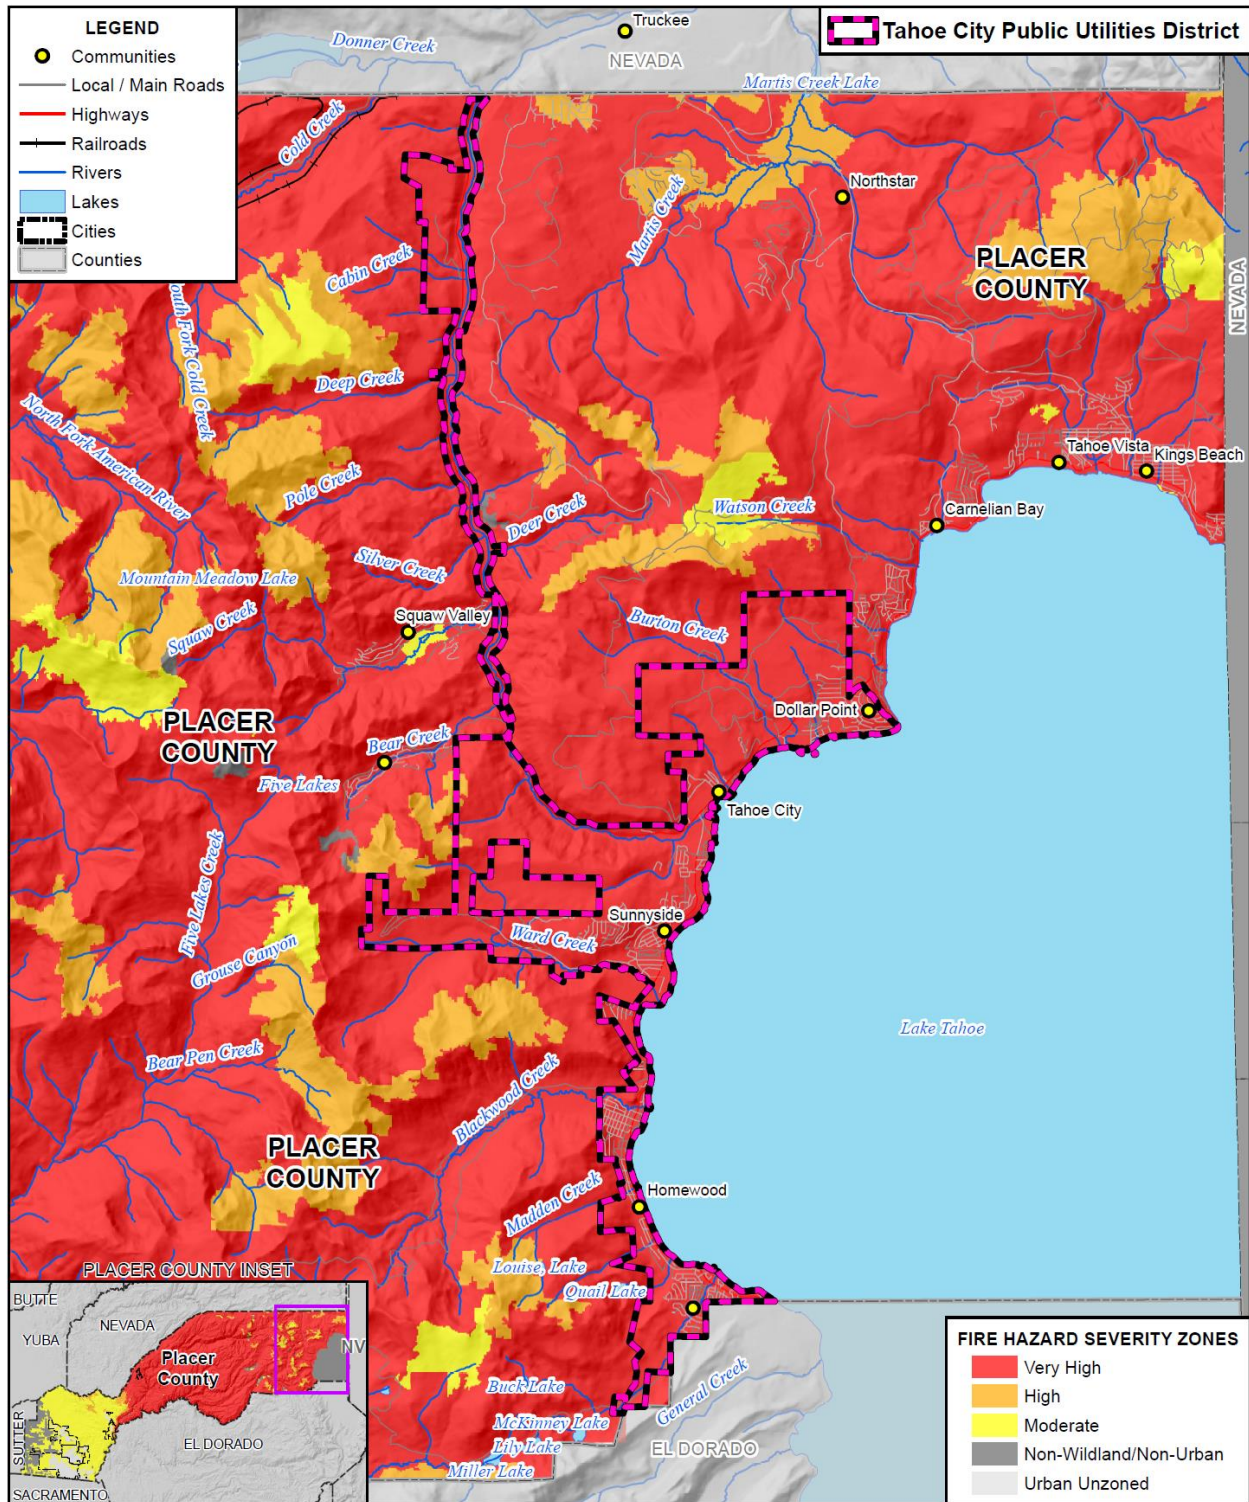 LEGEND
Communities
Local / Main Roads
Highways
Railroads
Rivers
Lakes
Cities
Counties
Tahoe City Public Utilities District
Truckee
Donner Creek
NEVADA
Martis Creek Lake
Cold Creek
Northstar
Martis Creek
PLACER
COUNTY
NEVADA
Cabin Creek
South Fork Cold Creek
Deep Creek
North Fork American River
Pole Creek
Tahoe Vista
Kings Beach
Watson Creek
Deer Creek
Carnelian Bay
Silver Creek
Mountain Meadow Lake
Squaw Creek
Squaw Valley
Burton Creek
Dollar Point
PLACER
COUNTY
Bear Creek
Five Lakes
Tahoe City
Five Lakes Creek
Sunnyside
Ward Creek
Grouse Canyon
Lake Tahoe
Bear Pen Creek
Blackwood Creek
PLACER
COUNTY
Homewood
Madden Creek
Louise, Lake
Quail Lake
Buck Lake
General Creek
McKinney Lake
Lily Lake
Miller Lake
EL DORADO
PLACER COUNTY INSET
BUTTE
YUBA
NEVADA
NV
Placer
County
SUTTER
EL DORADO
SACRAMENTO
FIRE HAZARD SEVERITY ZONES
Very High
High
Moderate
Non-Wildland/Non-Urban
Urban Unzoned